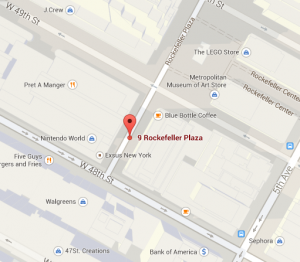 W 49th St
J.Crew
Rockefeller Plaza
The LEGO Store
Metropolitan
Museum of Art Store
Rockefeller Center
Rockefeller Center
Pret A Manger
Blue Bottle Coffee
9 Rockefeller Plaza
Nintendo World
Exsus New York
Five Guys
rgers and Fries
W 48th St
5th Ave
Walgreens
47St. Creations
Bank of America
$
Sephora